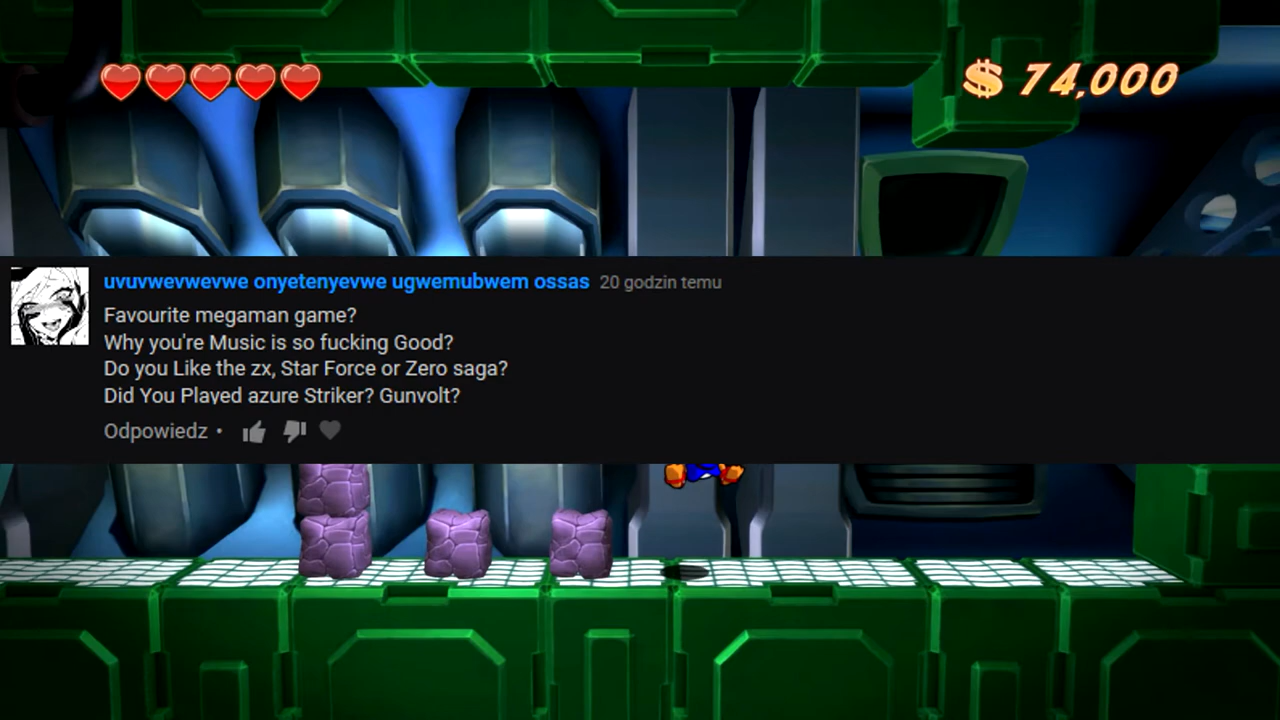 $ 74,000
uvuvwevwevwe onyetenyevwe ugwemubwem ossas 20 godzin temu
Favourite megaman game?
Why you're Music is so fucking Good?
Do you Like the zx, Star Force or Zero saga?
Did You Played azure Striker? Gunvolt?
Odpowiedz •